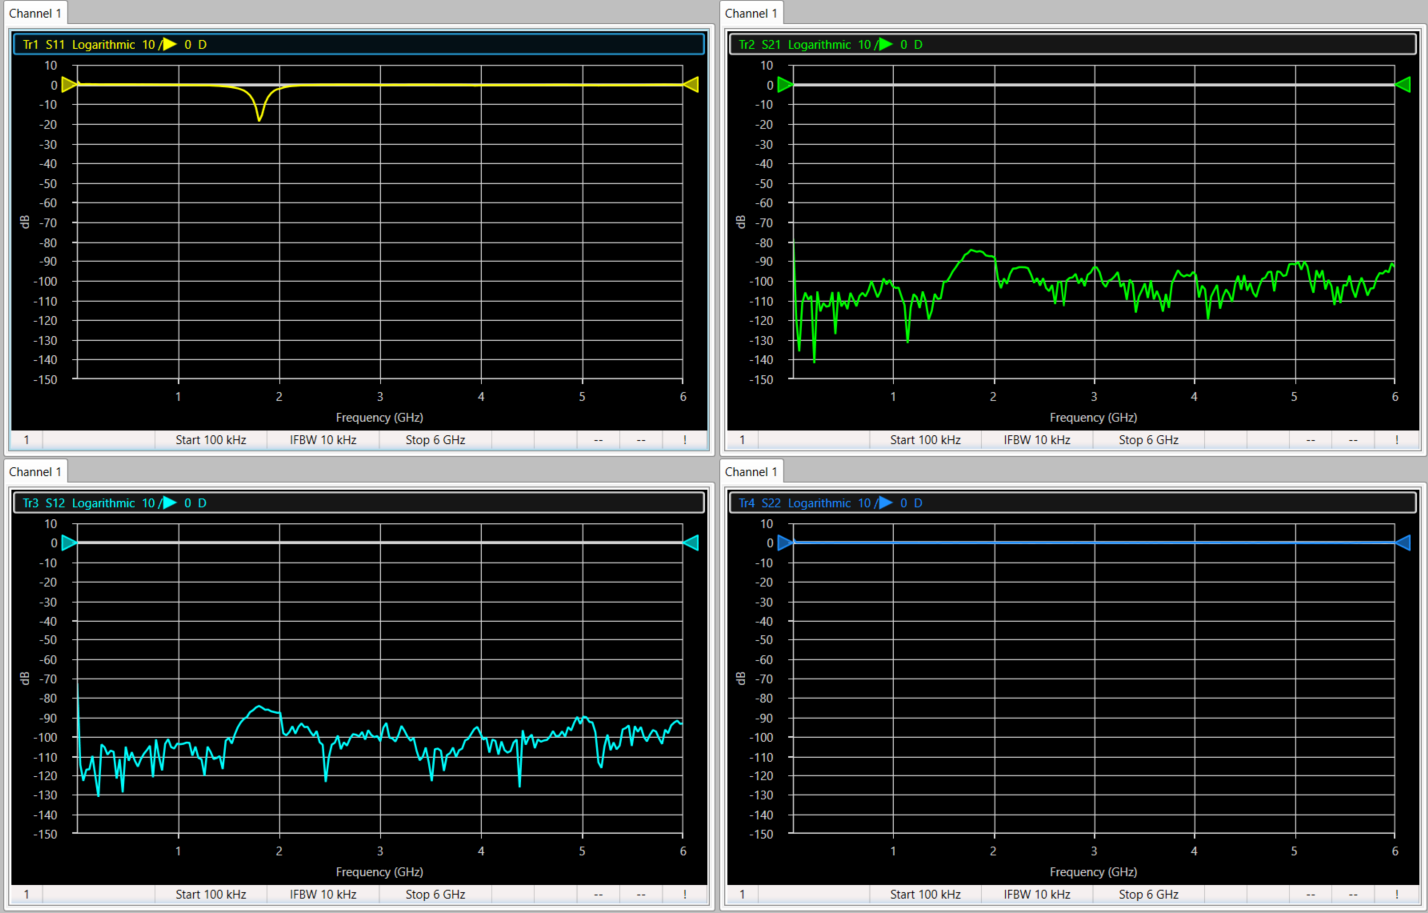 Channel 1
Tr1 S11 Logarithmic 10 / 0 D
10
0
-10
-20
-30
-40
-50
-60
-70
-80
-90
-100
-110
-120
-130
-140
-150
dB
1 2 3 4 5 6
Frequency (GHz)
1 Start 100 kHz IFBW 10 kHz Stop 6 GHz -- -- !
Channel 1
Tr2 S21 Logarithmic 10 / 0 D
10
0
-10
-20
-30
-40
-50
-60
-70
-80
-90
-100
-110
-120
-130
-140
-150
dB
1 2 3 4 5 6
Frequency (GHz)
1 Start 100 kHz IFBW 10 kHz Stop 6 GHz -- -- !
Channel 1
Tr3 S12 Logarithmic 10 / 0 D
10
0
-10
-20
-30
-40
-50
-60
-70
-80
-90
-100
-110
-120
-130
-140
-150
dB
1 2 3 4 5 6
Frequency (GHz)
1 Start 100 kHz IFBW 10 kHz Stop 6 GHz -- -- !
Channel 1
Tr4 S22 Logarithmic 10 / 0 D
10
0
-10
-20
-30
-40
-50
-60
-70
-80
-90
-100
-110
-120
-130
-140
-150
dB
1 2 3 4 5 6
Frequency (GHz)
1 Start 100 kHz IFBW 10 kHz Stop 6 GHz -- -- !